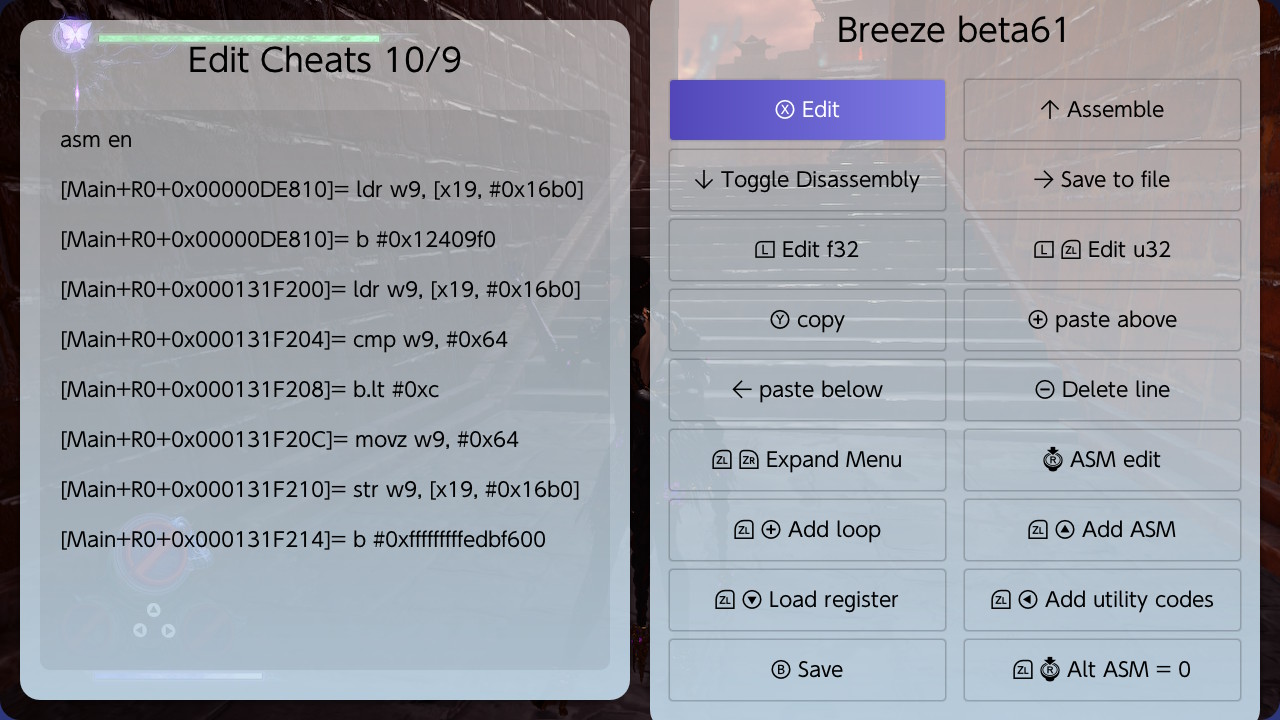 Edit Cheats 10/9
asm en
[Main+R0+0x00000DE810]= ldr w9, [x19, #0x16b0]
[Main+R0+0x00000DE810]= b #0x12409f0
[Main+R0+0x000131F200]= ldr w9, [x19, #0x16b0]
[Main+R0+0x000131F204]= cmp w9, #0x64
[Main+R0+0x000131F208]= b.lt #0xc
[Main+R0+0x000131F20C]= movz w9, #0x64
[Main+R0+0x000131F210]= str w9, [x19, #0x16b0]
[Main+R0+0x000131F214]= b #0xfffffffffedbf600
Breeze beta61
Ⓧ Edit
↑ Assemble
↓ Toggle Disassembly
→ Save to file
L Edit f32
L ZL Edit u32
Ⓨ copy
⊕ paste above
← paste below
⊖ Delete line
ZL ZR Expand Menu
R ASM edit
ZL ⊕ Add loop
ZL Add ASM
ZL Load register
ZL Add utility codes
Ⓑ Save
ZL R Alt ASM = 0